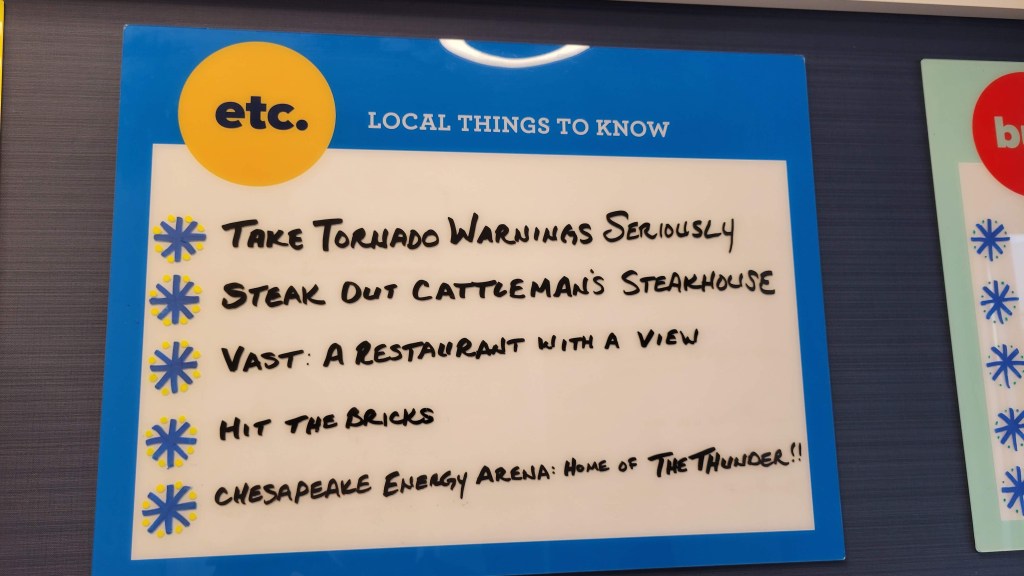 etc.
LOCAL THINGS TO KNOW
TAKE TORNADO WARNINGS SERIOUSLY
STEAK OUT CATTLEMAN'S STEAKHOUSE
VAST: A RESTAURANT WITH A VIEW
HIT THE BRICKS
CHESAPEAKE ENERGY ARENA: HOME OF THE THUNDER!!